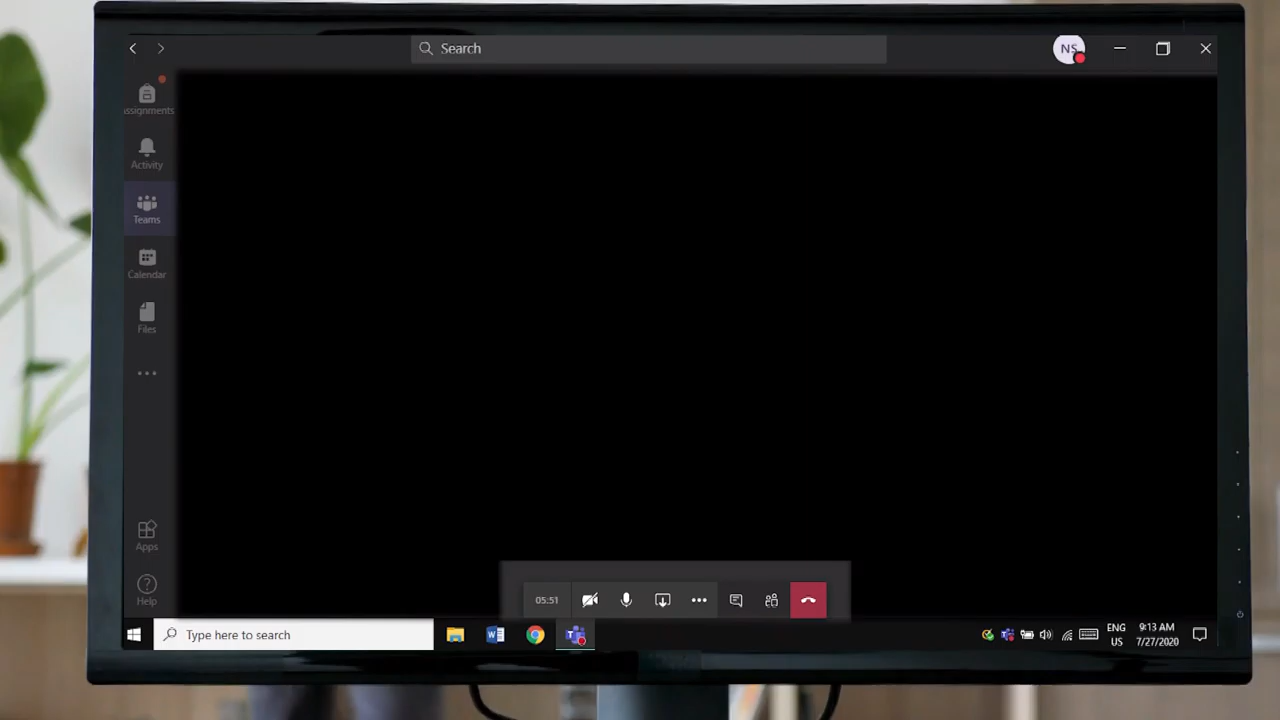 Search
NS
ssignments
Activity
Teams
Calendar
Files
Apps
Help
05:51
Type here to search
ENG
US
9:13 AM
7/27/2020